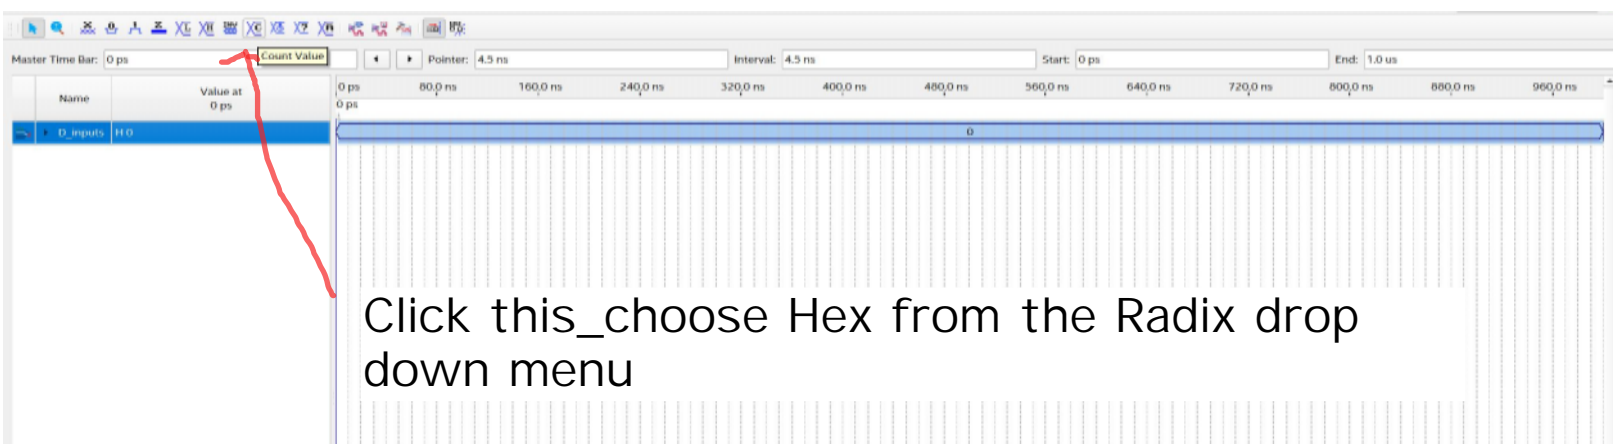 Count Value
Master Time Bar: 0 ps Pointer: 4.5 ns Interval: 4.5 ns Start: 0 ps End: 1.0 us
Name Value at 0 ps
0 ps 80.0 ns 160.0 ns 240.0 ns 320.0 ns 400.0 ns 480.0 ns 560.0 ns 640.0 ns 720.0 ns 800.0 ns 880.0 ns 960.0 ns
0 ps
D_inputs H 0 0
Click this_choose Hex from the Radix drop
down menu